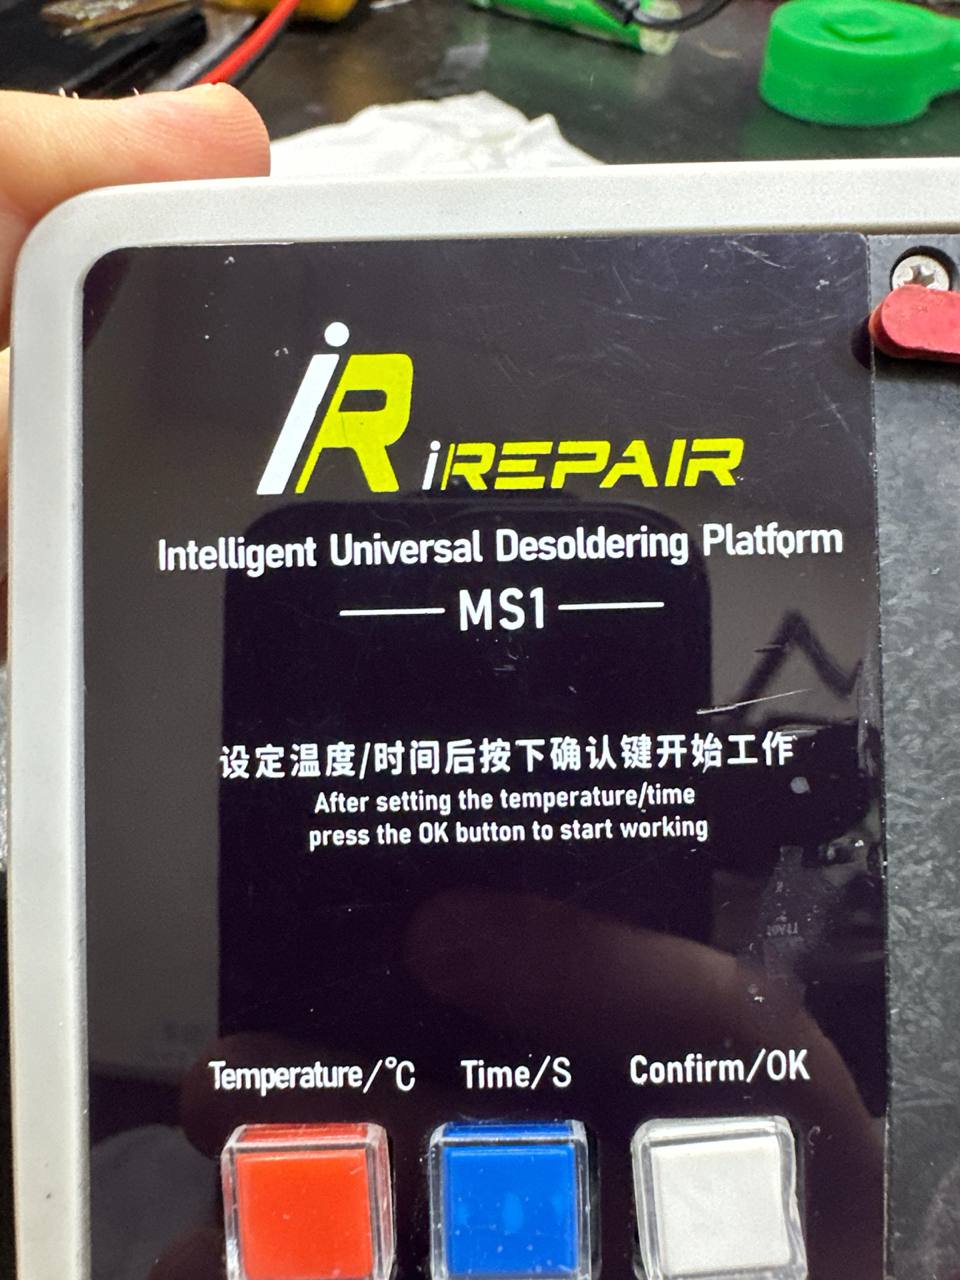 iR iREPAIR
Intelligent Universal Desoldering Platform
MS1
设定温度/时间后按下确认键开始工作
After setting the temperature/time
press the OK button to start working
Temperature/°C Time/S Confirm/OK